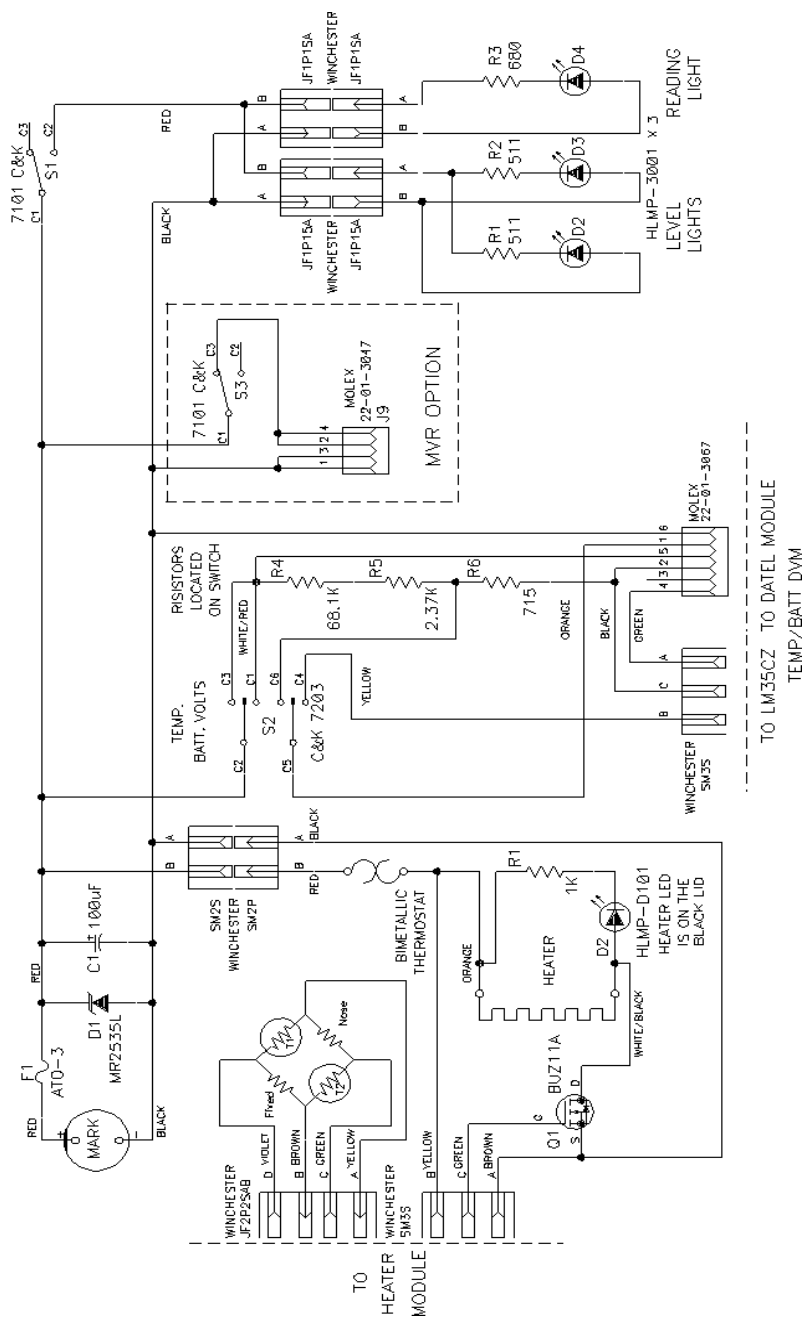 MARK
+
-
RED
BLACK
F1
ATO-3
RED
D1
MR2535L
C1
± 100uF
7101 C&K
C1
C3
C2
S1
RED
BLACK
B
A
B
A
JF1P1SA
WINCHESTER
JF1P1SA
JF1P1SA
WINCHESTER
JF1P1SA
A
B
A
B
R1
511
R2
511
R3
680
D2
D3
D4
HLMP-3001 x 3
LEVEL
LIGHTS
READING
LIGHT
7101 C&K
C1
C3
C2
S3
MOLEX
22-01-3047
J9
1 3 2 4
MVR OPTION
TEMP.
BATT. VOLTS
C2
C5
C3
C1
C6
C4
S2
C&K 7203
RISISTORS
LOCATED
ON SWITCH
WHITE/RED
R4
68.1K
R5
2.37K
R6
715
YELLOW
ORANGE
BLACK
GREEN
B
C
A
WINCHESTER
SM3S
4 3 2 5 1 6
MOLEX
22-01-3067
TO LM35CZ
TO DATEL MODULE
TEMP/BATT DVM
B
A
SM2S
WINCHESTER
SM2P
B
A
RED
BLACK
BIMETALLIC
THERMOSTAT
ORANGE
HEATER
R1
1K
D2
HLMP-D101
HEATER LED
IS ON THE
BLACK LID
WHITE/BLACK
BUZ11A
Q1
G
D
S
T1
Nose
Fixed
T2
WINCHESTER
JF2P2SAB
D VIOLET
B BROWN
C GREEN
A YELLOW
WINCHESTER
SM3S
B YELLOW
C GREEN
A BROWN
TO
HEATER
MODULE